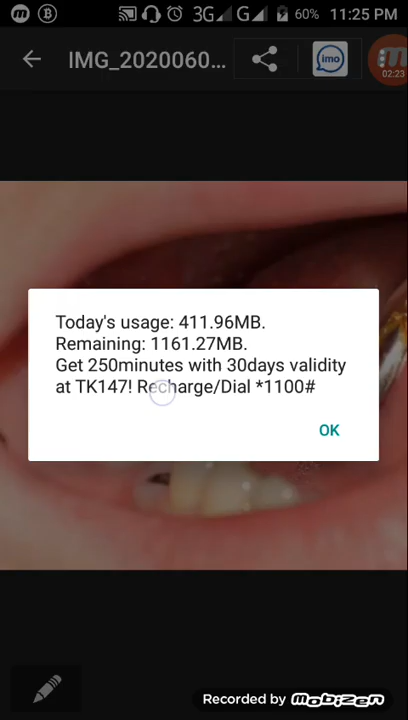 3G G 60% 11:25 PM
IMG_2020060... imo
02:23
Today's usage: 411.96MB.
Remaining: 1161.27MB.
Get 250minutes with 30days validity
at TK147! Recharge/Dial *1100#
OK
Recorded by mobizen